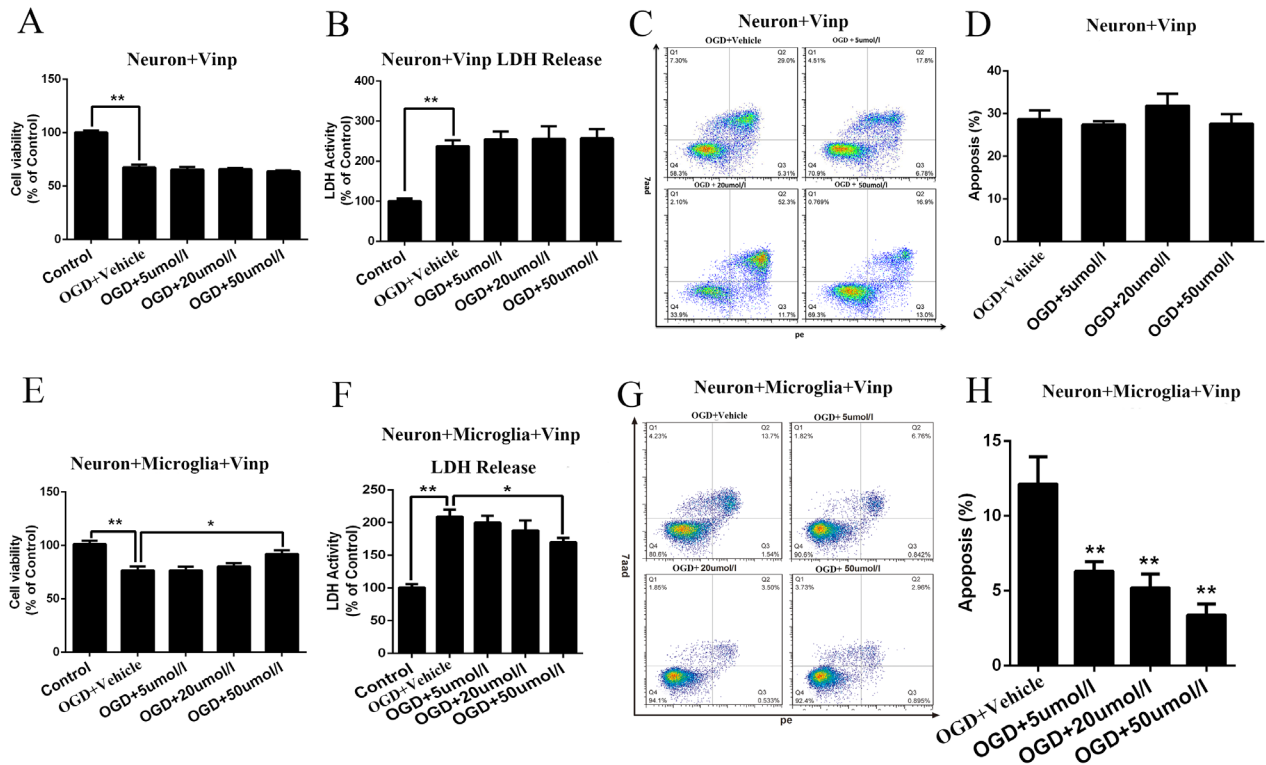 A
Neuron+Vinp
Cell viability
(% of Control)
150
100
50
0
**
Control
OGD+Vehicle
OGD+5umol/l
OGD+20umol/l
OGD+50umol/l
B
Neuron+Vinp LDH Release
LDH Activity
(% of Control)
400
300
200
100
0
**
Control
OGD+Vehicle
OGD+5umol/l
OGD+20umol/l
OGD+50umol/l
C
Neuron+Vinp
OGD+Vehicle
OGD + 5umol/l
Q1
7.30%
Q2
29.0%
Q4
58.3%
Q3
5.31%
Q1
4.51%
Q2
17.8%
Q4
70.9%
Q3
6.78%
OGD + 20umol/l
OGD + 50umol/l
Q1
2.10%
Q2
52.3%
Q4
33.9%
Q3
11.7%
Q1
0.769%
Q2
16.9%
Q4
69.3%
Q3
13.0%
7aad
pe
D
Neuron+Vinp
Apoposis (%)
40
30
20
10
0
OGD+Vehicle
OGD+5umol/l
OGD+20umol/l
OGD+50umol/l
E
Neuron+Microglia+Vinp
Cell viability
(% of Control)
150
100
50
0
**
*
Control
OGD+Vehicle
OGD+5umol/l
OGD+20umol/l
OGD+50umol/l
F
Neuron+Microglia+Vinp
LDH Release
LDH Activity
(% of Control)
250
200
150
100
50
0
**
*
Control
OGD+Vehicle
OGD+5umol/l
OGD+20umol/l
OGD+50umol/l
G
Neuron+Microglia+Vinp
OGD+Vehicle
OGD+ 5umol/l
Q1
4.23%
Q2
13.7%
Q4
80.6%
Q3
1.54%
Q1
1.82%
Q2
6.76%
Q4
90.6%
Q3
0.842%
OGD+ 20umol/l
OGD+ 50umol/l
Q1
1.85%
Q2
3.50%
Q4
94.1%
Q3
0.533%
Q1
3.73%
Q2
2.96%
Q4
92.4%
Q3
0.895%
7aad
pe
H
Neuron+Microglia+Vinp
Apoposis (%)
15
10
5
0
**
**
**
OGD+Vehicle
OGD+5umol/l
OGD+20umol/l
OGD+50umol/l